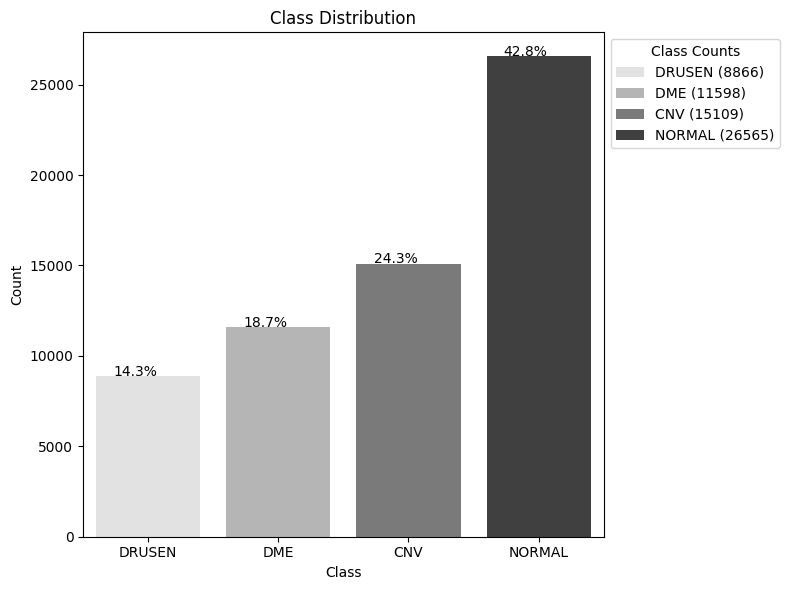 Class Distribution
Class Counts
DRUSEN (8866)
DME (11598)
CNV (15109)
NORMAL (26565)
Count
25000
20000
15000
10000
5000
0
14.3%
18.7%
24.3%
42.8%
DRUSEN
DME
CNV
NORMAL
Class